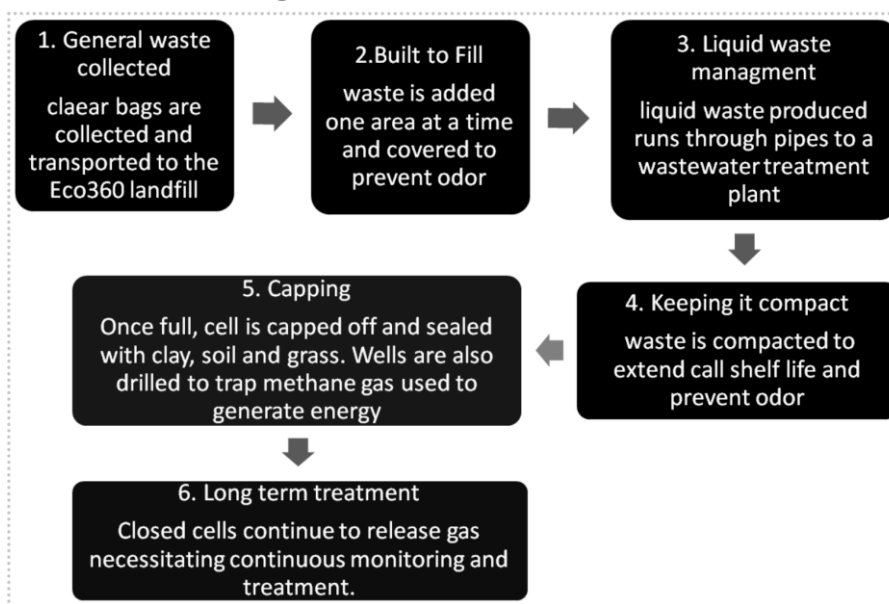 1. General waste
collected
claear bags are
collected and
transported to the
Eco360 landfill
2.Built to Fill
waste is added
one area at a time
and covered to
prevent odor
3. Liquid waste
managment
liquid waste produced
runs through pipes to a
wastewater treatment
plant
4. Keeping it compact
waste is compacted to
extend call shelf life and
prevent odor
5. Capping
Once full, cell is capped off and sealed
with clay, soil and grass. Wells are also
drilled to trap methane gas used to
generate energy
6. Long term treatment
Closed cells continue to release gas
necessitating continuous monitoring and
treatment.